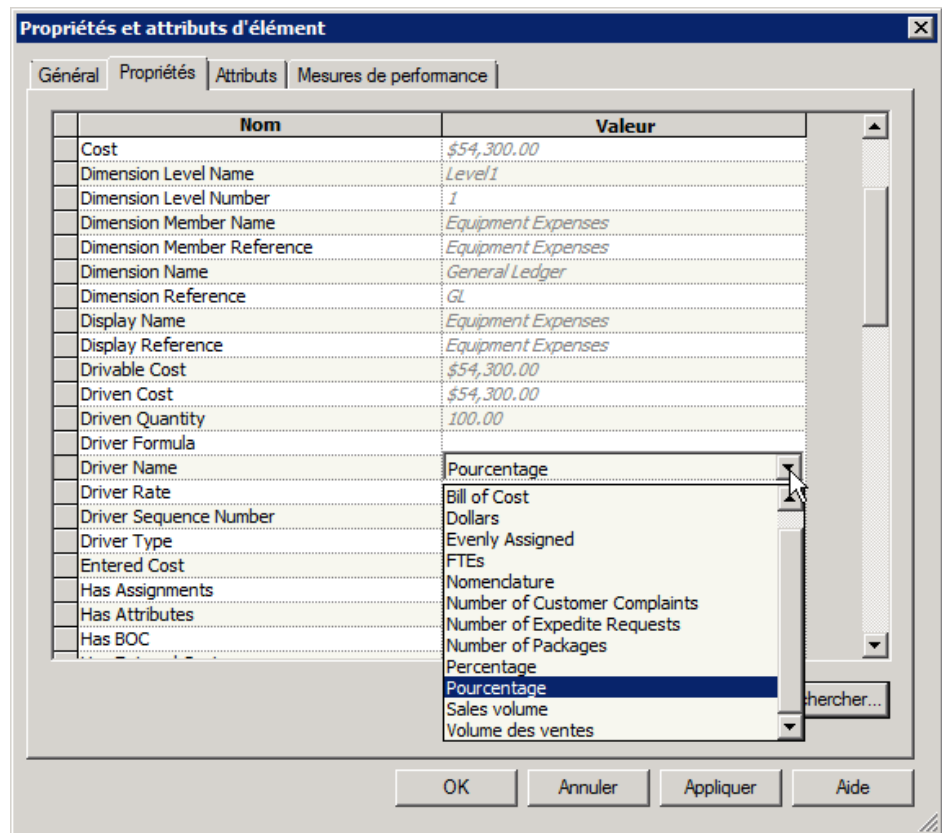 Propriétés et attributs d'élément
Général Propriétés Attributs Mesures de performance
Nom Valeur
Cost $54,300.00
Dimension Level Name Level1
Dimension Level Number 1
Dimension Member Name Equipment Expenses
Dimension Member Reference Equipment Expenses
Dimension Name General Ledger
Dimension Reference GL
Display Name Equipment Expenses
Display Reference Equipment Expenses
Drivable Cost $54,300.00
Driven Cost $54,300.00
Driven Quantity 100.00
Driver Formula
Driver Name Pourcentage
Driver Rate
Driver Sequence Number
Driver Type
Entered Cost
Has Assignments
Has Attributes
Has BOC
Bill of Cost
Dollars
Evenly Assigned
FTEs
Nomenclature
Number of Customer Complaints
Number of Expedite Requests
Number of Packages
Percentage
Pourcentage
Sales volume
Volume des ventes
chercher...
OK Annuler Appliquer Aide